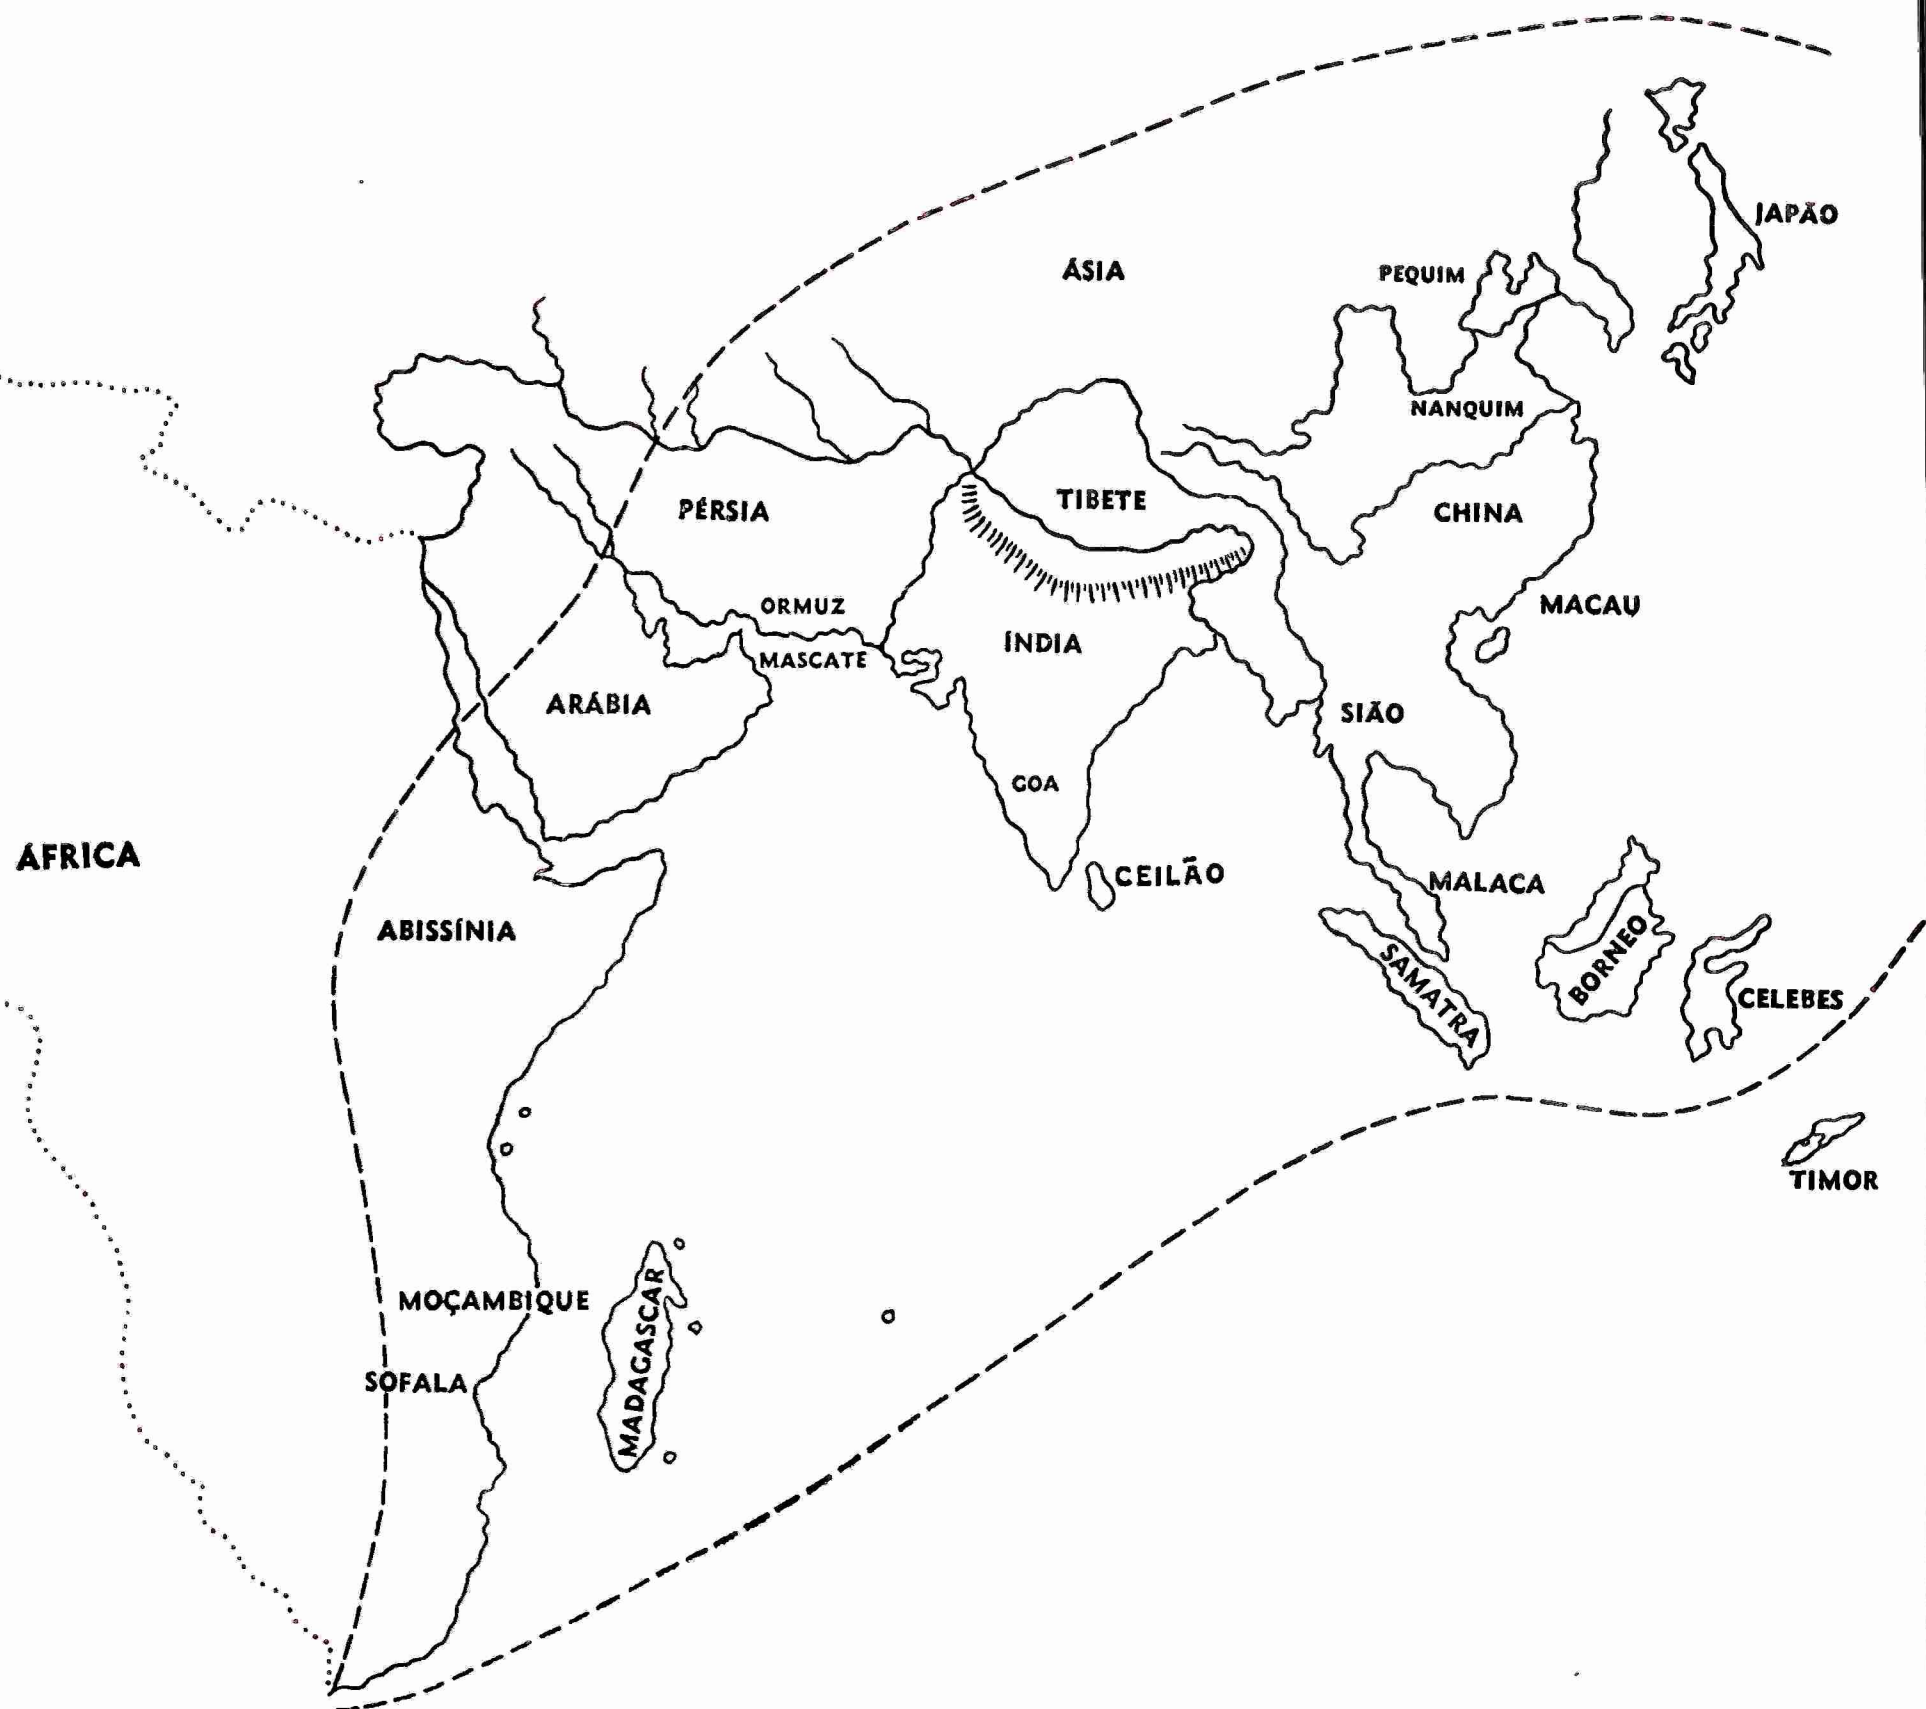 JAPÃO
ÁSIA
PEQUIM
NANQUIM
PÉRSIA
TIBETE
CHINA
ORMUZ
MACAU
ÍNDIA
MASCATE
ARÁBIA
SIÃO
GOA
ÁFRICA
CEILÃO
MALACA
ABISSÍNIA
BORNEO
SAMATRA
CELEBES
TIMOR
MOÇAMBIQUE
MADAGASCAR
SOFALA